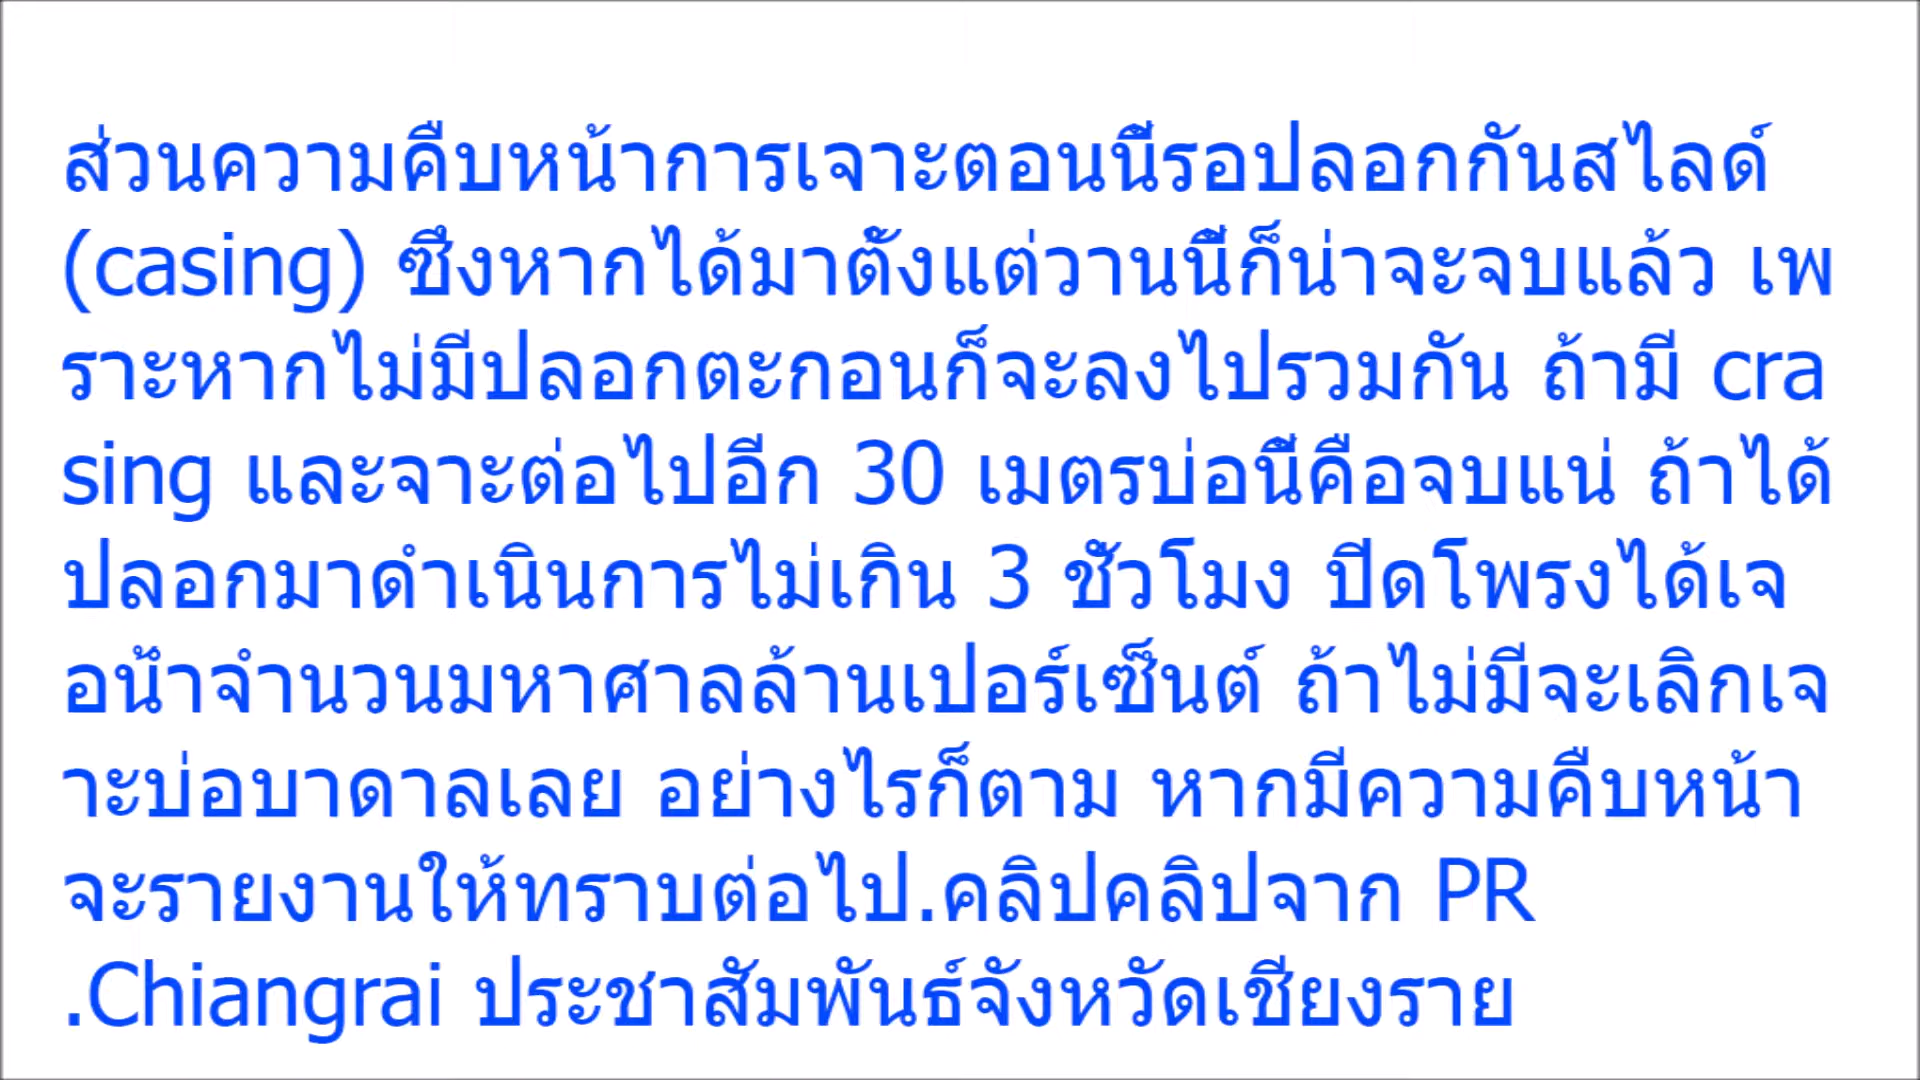 ส่วนความคืบหน้าการเจาะตอนนี้รอปลอกกันสไลด์
(casing) ซึ่งหากได้มาตั้งแต่วานนี้ก็น่าจะจบแล้ว เพ
ราะหากไม่มีปลอกตะกอนก็จะลงไปรวมกัน ถ้ามี cra
sing และจาะต่อไปอีก 30 เมตรบ่อนี้คือจบแน่ ถ้าได้
ปลอกมาดำเนินการไม่เกิน 3 ชั่วโมง ปิดโพรงได้เจ
อน้ำจำนวนมหาศาลล้านเปอร์เซ็นต์ ถ้าไม่มีจะเลิกเจ
าะบ่อบาดาลเลย อย่างไรก็ตาม หากมีความคืบหน้า
จะรายงานให้ทราบต่อไป.คลิปคลิปจาก PR
.Chiangrai ประชาสัมพันธ์จังหวัดเชียงราย